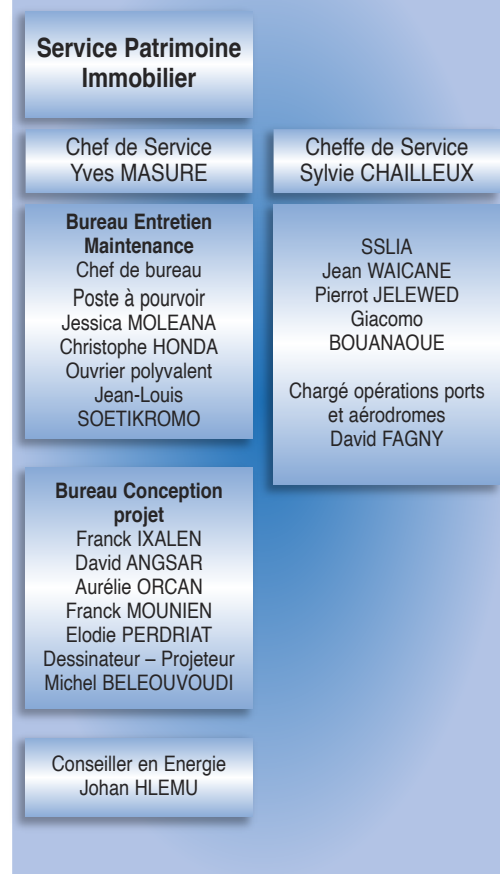 Service Patrimoine
Immobilier
Chef de Service
Yves MASURE
Bureau Entretien
Maintenance
Chef de bureau
Poste à pourvoir
Jessica MOLEANA
Christophe HONDA
Ouvrier polyvalent
Jean-Louis
SOETIKROMO
Bureau Conception
projet
Franck IXALEN
David ANGSAR
Aurélie ORCAN
Franck MOUNIEN
Elodie PERDRIAT
Dessinateur – Projeteur
Michel BELEOUVOUDI
Conseiller en Energie
Johan HLEMU
Cheffe de Service
Sylvie CHAILLEUX
SSLIA
Jean WAICANE
Pierrot JELEWED
Giacomo
BOUANAOUE
Chargé opérations ports
et aérodromes
David FAGNY